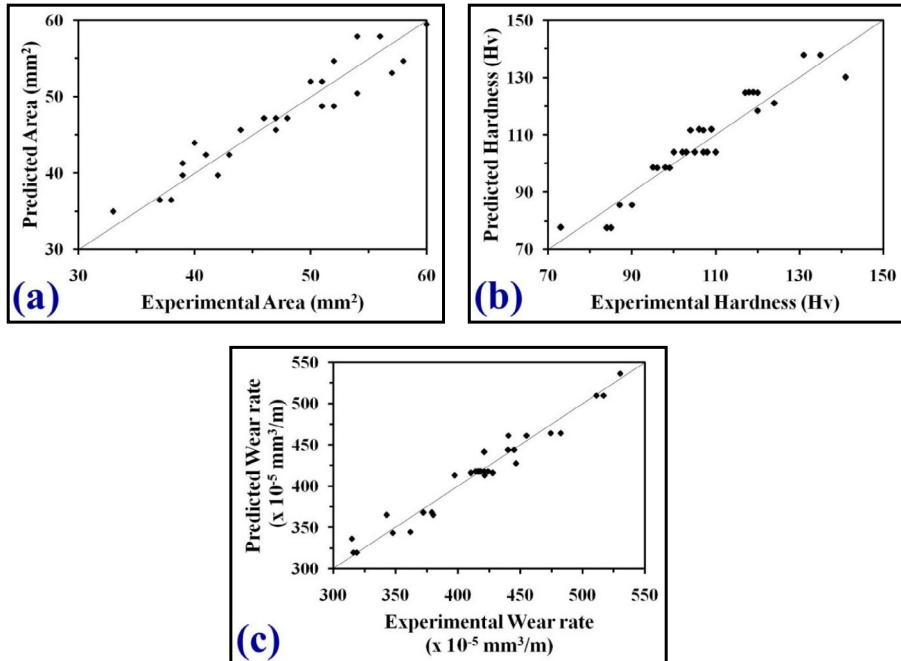 Predicted Area (mm²)
60
50
40
30
30 40 50 60
Experimental Area (mm²)
(a)
Predicted Hardness (Hv)
150
130
110
90
70
70 90 110 130 150
Experimental Hardness (Hv)
(b)
Predicted Wear rate
(x 10⁻⁵ mm³/m)
550
500
450
400
350
300
300 350 400 450 500 550
Experimental Wear rate
(x 10⁻⁵ mm³/m)
(c)